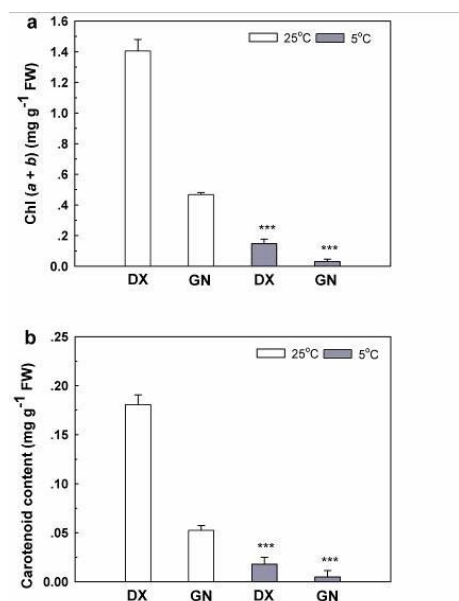 a
25°C 5°C
Chl (a + b) (mg g⁻¹ FW)
1.6
1.4
1.2
1.0
.8
.6
.4
.2
0.0
*** ***
DX GN DX GN
b
25°C 5°C
Carotenoid content (mg g⁻¹ FW)
.25
.20
.15
.10
.05
0.00
*** ***
DX GN DX GN